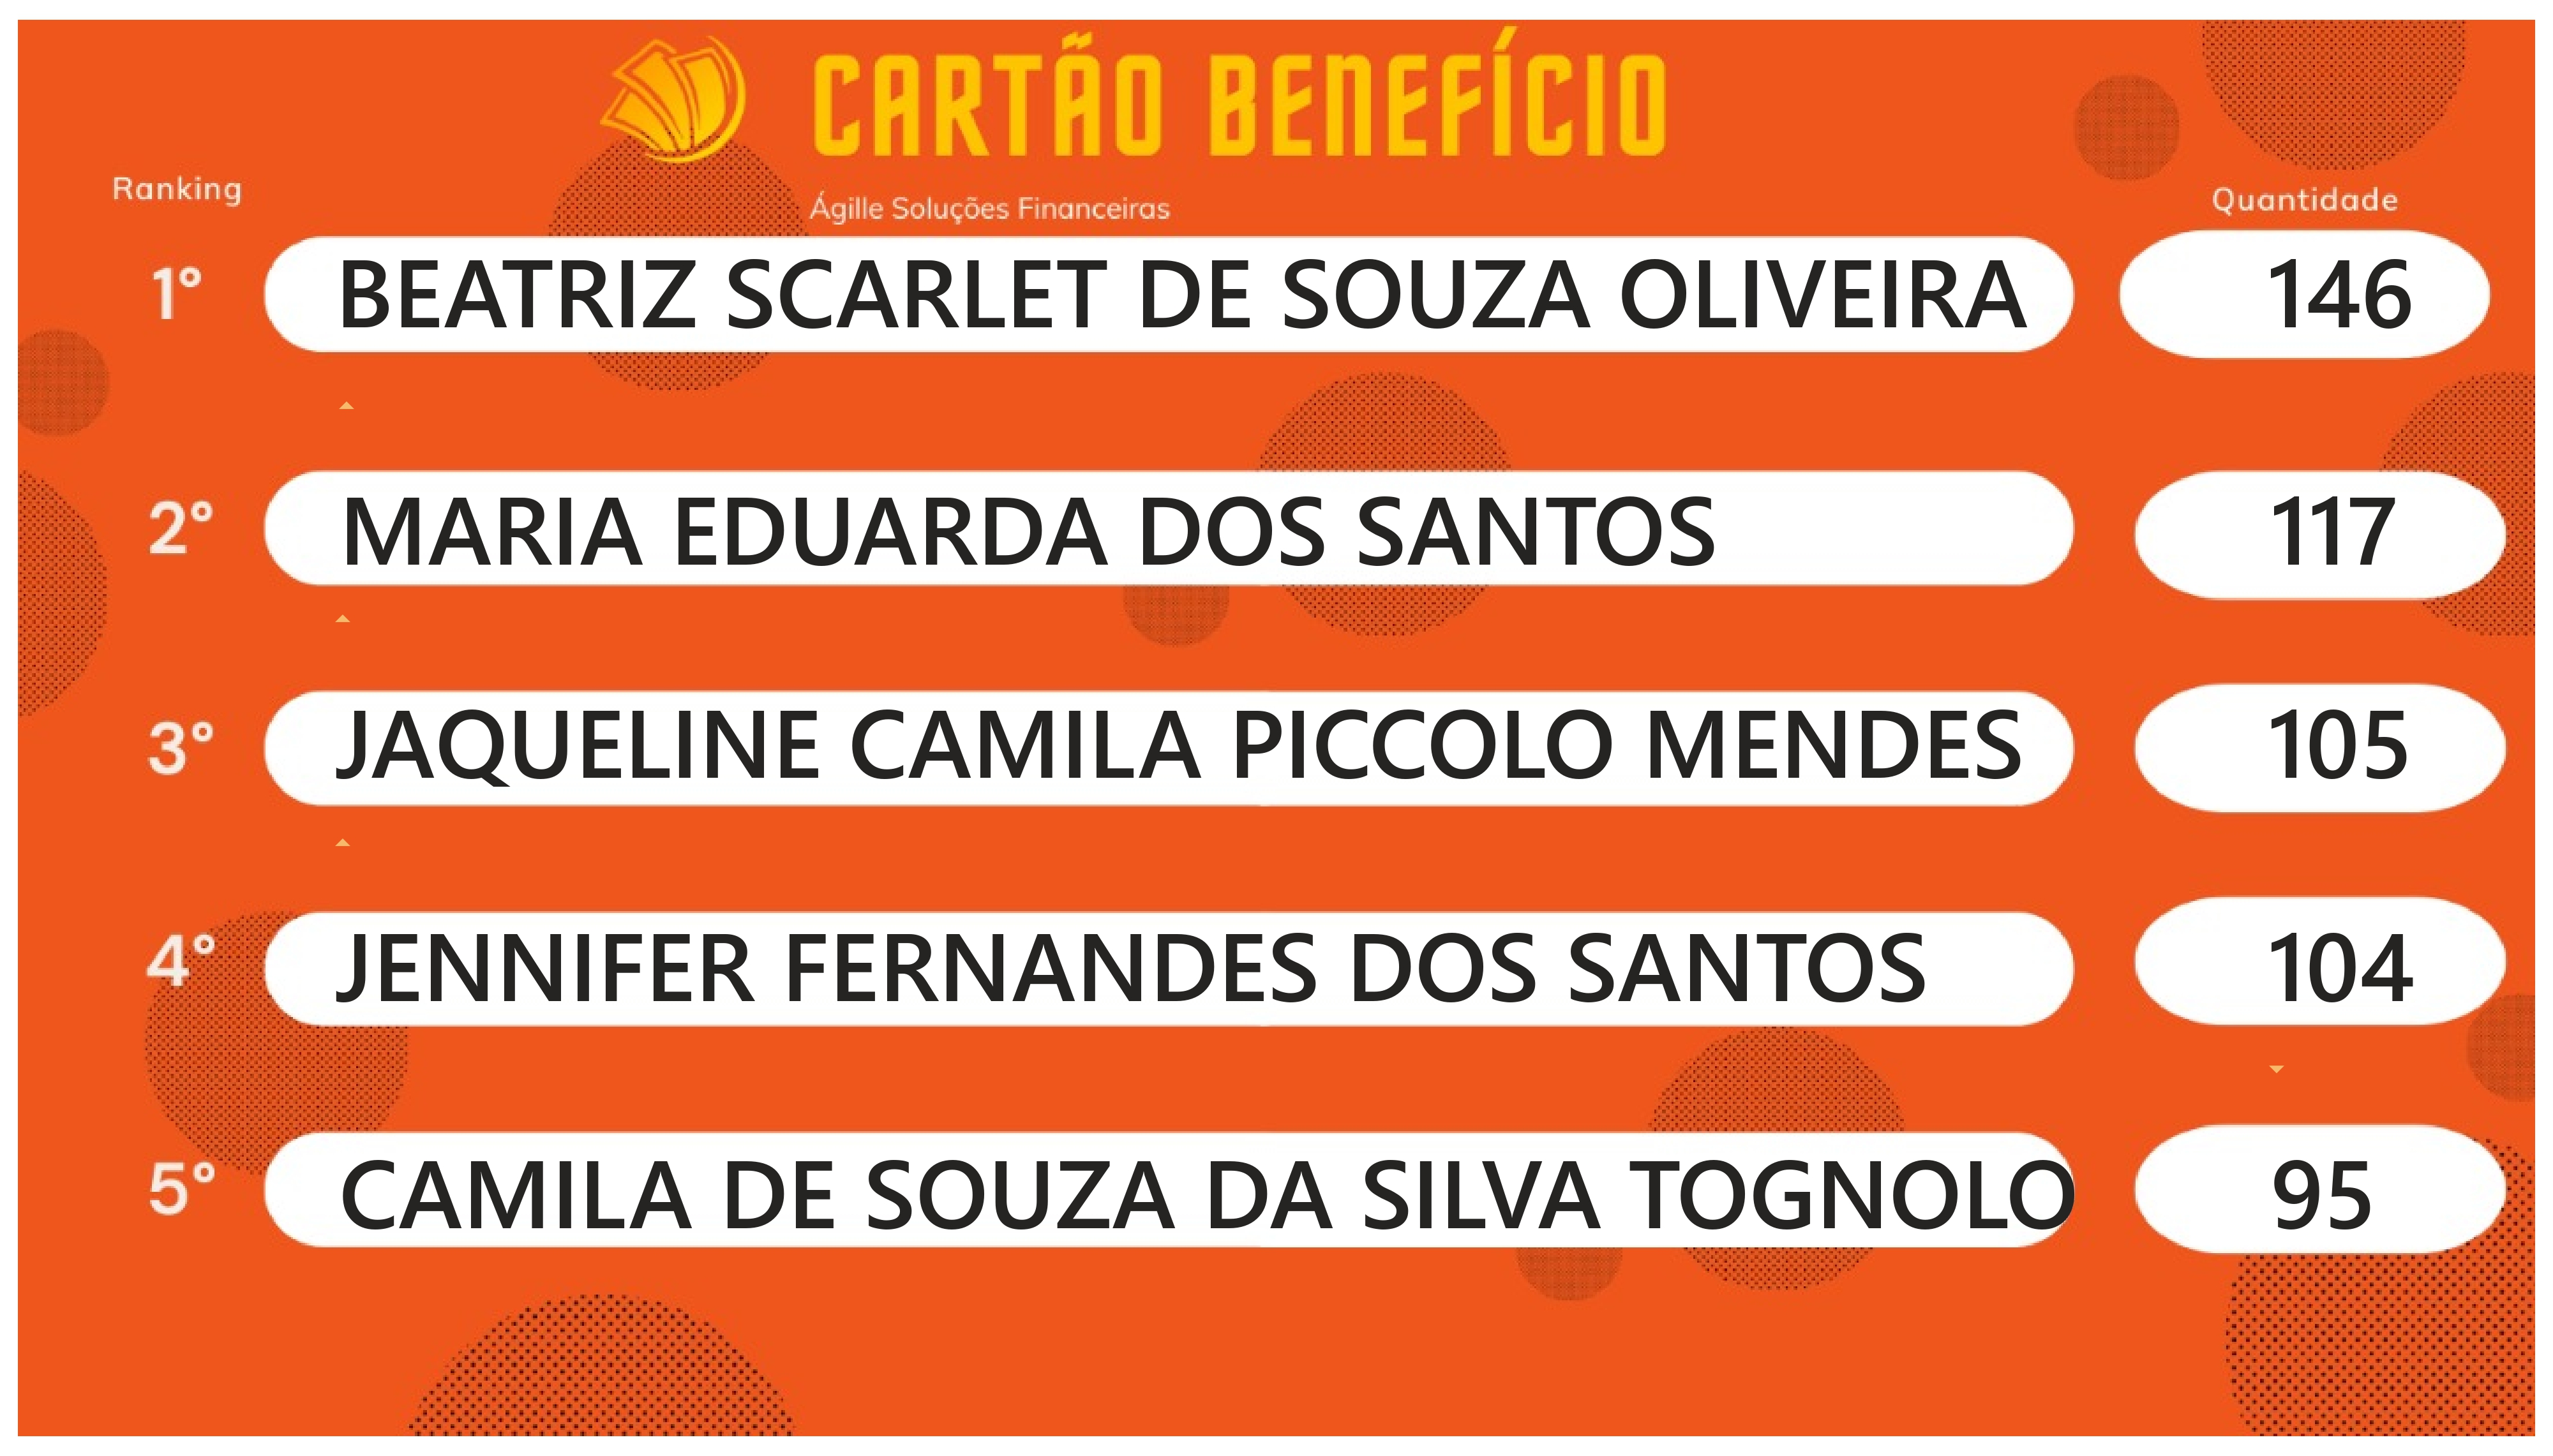 CARTÃO BENEFÍCIO
Ranking
Ágille Soluções Financeiras
Quantidade
1° BEATRIZ SCARLET DE SOUZA OLIVEIRA 146
2° MARIA EDUARDA DOS SANTOS 117
3° JAQUELINE CAMILA PICCOLO MENDES 105
4° JENNIFER FERNANDES DOS SANTOS 104
5° CAMILA DE SOUZA DA SILVA TOGNOLO 95